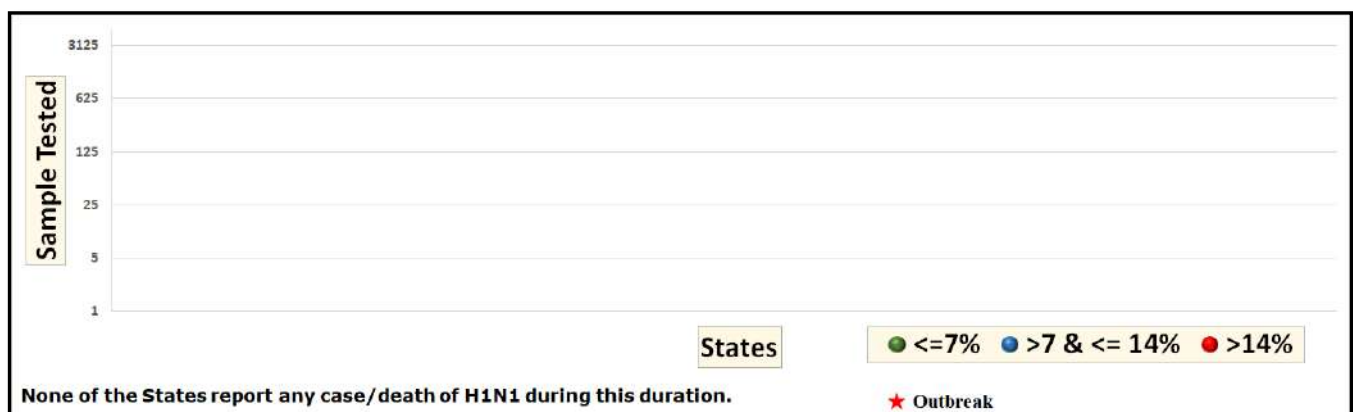 3125
Sample Tested
625
125
25
5
1
States
<=7% >7 & <= 14% >14%
None of the States report any case/death of H1N1 during this duration.
Outbreak